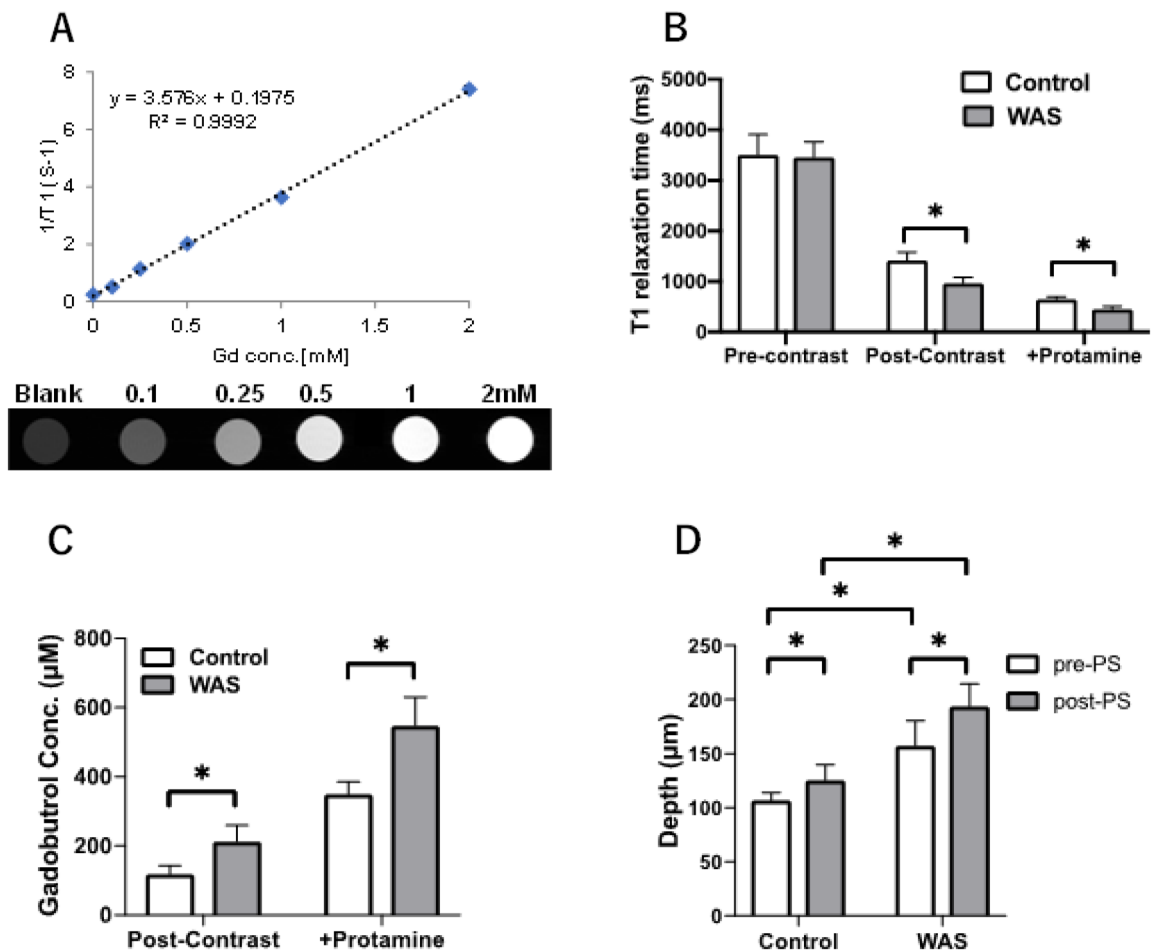 A
8
6
4
2
0
y = 3.576x + 0.1975
R² = 0.9992
1/T1( S-1)
0 0.5 1 1.5 2
Gd conc.[mM]
Blank 0.1 0.25 0.5 1 2mM
B
5000
4000
3000
2000
1000
0
T1 relaxation time (ms)
Control
WAS
*
*
Pre-contrast Post-Contrast +Protamine
C
800
600
400
200
0
Gadobutrol Conc. (µM)
Control
WAS
*
*
Post-Contrast +Protamine
D
*
*
* *
250
200
150
100
50
0
Depth (µm)
pre-PS
post-PS
Control WAS